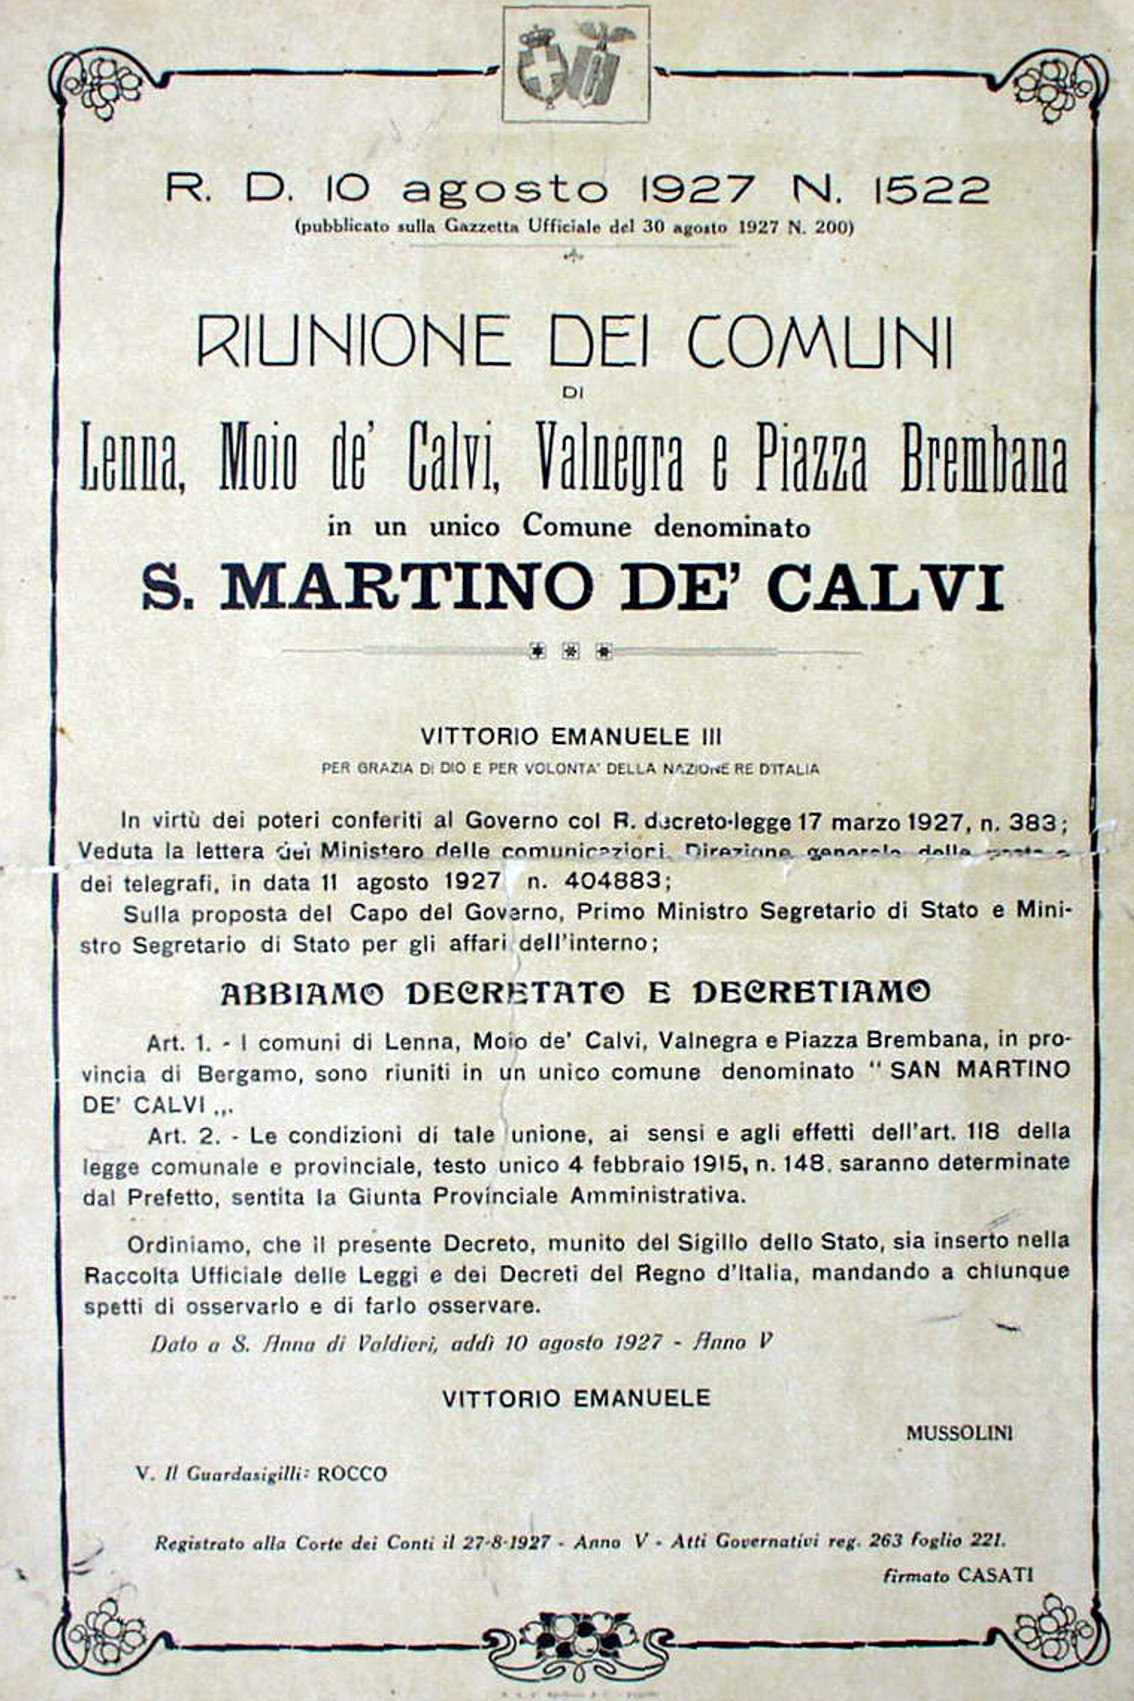 R. D. 10 agosto 1927 N. 1522
(pubblicato sulla Gazzetta Ufficiale del 30 agosto 1927 N. 200)
RIUNIONE DEI COMUNI
DI
Lenna, Moio de' Calvi, Valnegra e Piazza Brembana
in un unico Comune denominato
S. MARTINO DE' CALVI
VITTORIO EMANUELE III
PER GRAZIA DI DIO E PER VOLONTA' DELLA NAZIONE RE D'ITALIA
In virtù dei poteri conferiti al Governo col R. decreto-legge 17 marzo 1927, n. 383;
Veduta la lettera dei Ministero delle comunicazioni, Direzione generale delle poste e
dei telegrafi, in data 11 agosto 1927 n. 404883;
Sulla proposta del Capo del Governo, Primo Ministro Segretario di Stato e Mini-
stro Segretario di Stato per gli affari dell'interno;
ABBIAMO DECRETATO E DECRETIAMO
Art. 1. - I comuni di Lenna, Moio de' Calvi, Valnegra e Piazza Brembana, in pro-
vincia di Bergamo, sono riuniti in un unico comune denominato " SAN MARTINO
DE' CALVI „.
Art. 2. - Le condizioni di tale unione, ai sensi e agli effetti dell'art. 118 della
legge comunale e provinciale, testo unico 4 febbraio 1915, n. 148. saranno determinate
dal Prefetto, sentita la Giunta Provinciale Amministrativa.
Ordiniamo, che il presente Decreto, munito del Sigillo dello Stato, sia inserto nella
Raccolta Ufficiale delle Leggi e dei Decreti del Regno d'Italia, mandando a chiunque
spetti di osservarlo e di farlo osservare.
Dato a S. Anna di Valdieri, addì 10 agosto 1927 - Anno V
VITTORIO EMANUELE
MUSSOLINI
V. Il Guardasigilli: ROCCO
Registrato alla Corte dei Conti il 27-8-1927 - Anno V - Atti Governativi reg. 263 foglio 221.
firmato CASATI